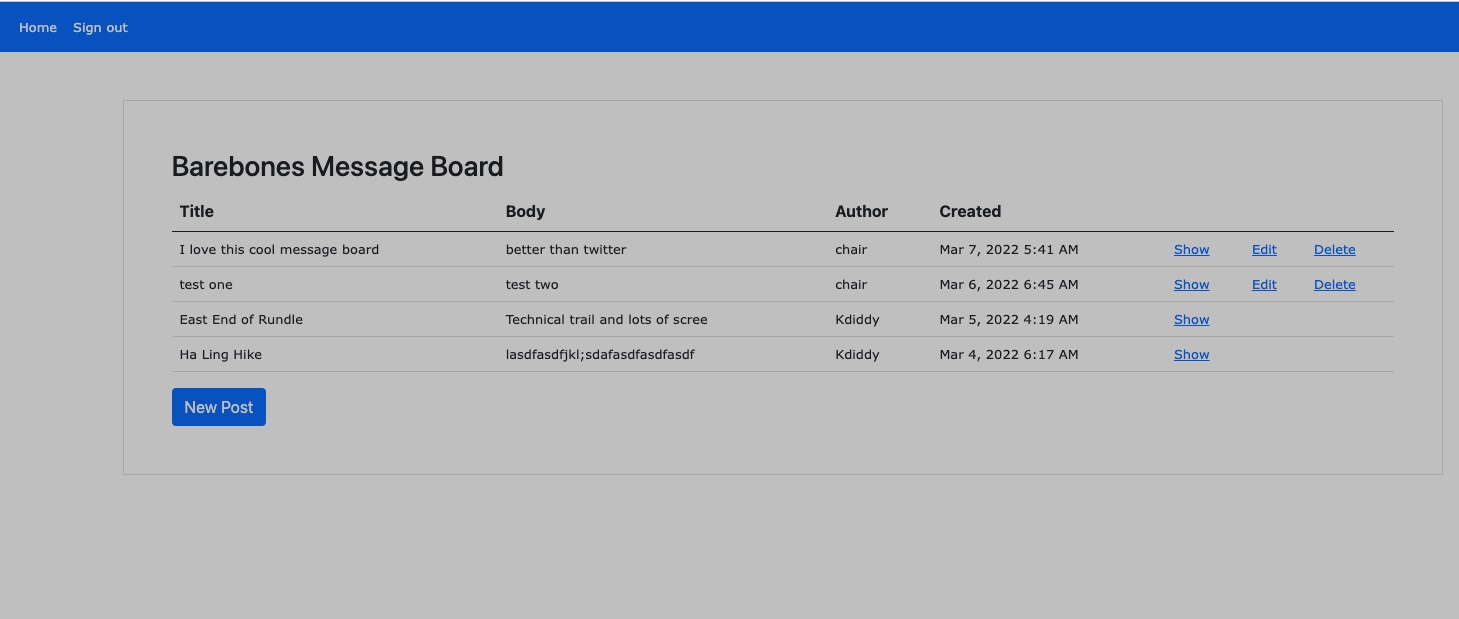 Home Sign out
Barebones Message Board
Title Body Author Created
I love this cool message board better than twitter chair Mar 7, 2022 5:41 AM Show Edit Delete
test one test two chair Mar 6, 2022 6:45 AM Show Edit Delete
East End of Rundle Technical trail and lots of scree Kdiddy Mar 5, 2022 4:19 AM Show
Ha Ling Hike lasdfasdfjkl;sdafasdfasdfasdf Kdiddy Mar 4, 2022 6:17 AM Show
New Post